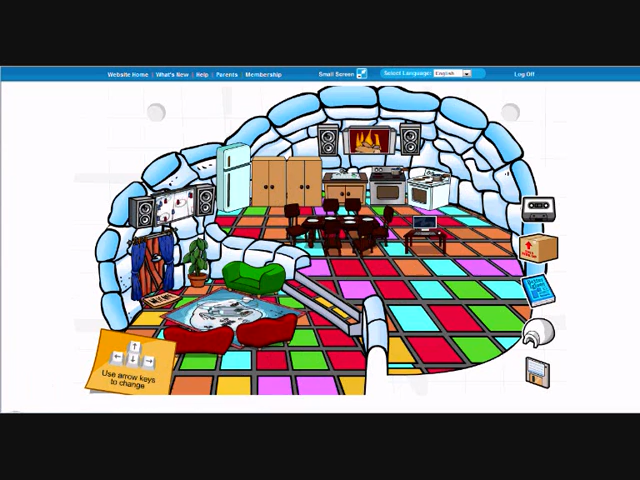 Website Home | What's New | Help | Parents | Membership
Small Screen
Select Language: English
Log Off
Use arrow keys
to change